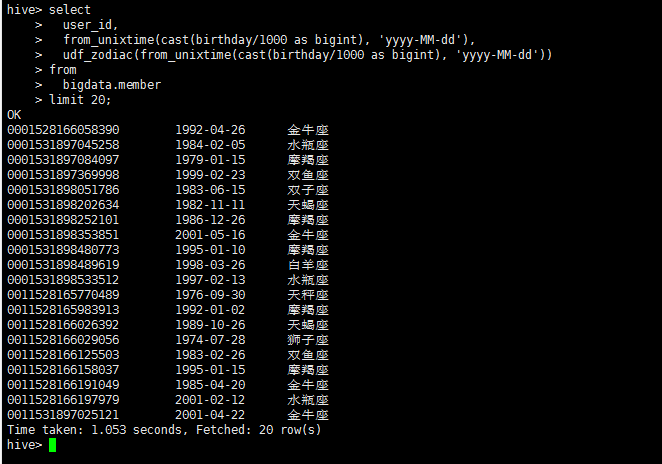 hive> select
    >   user_id,
    >   from_unixtime(cast(birthday/1000 as bigint), 'yyyy-MM-dd'),
    >   udf_zodiac(from_unixtime(cast(birthday/1000 as bigint), 'yyyy-MM-dd'))
    > from
    >   bigdata.member
    > limit 20;
OK
0001528166058390	1992-04-26	金牛座
0001531897045258	1984-02-05	水瓶座
0001531897084097	1979-01-15	摩羯座
0001531897369998	1999-02-23	双鱼座
0001531898051786	1983-06-15	双子座
0001531898202634	1982-11-11	天蝎座
0001531898252101	1986-12-26	摩羯座
0001531898353851	2001-05-16	金牛座
0001531898480773	1995-01-10	摩羯座
0001531898489619	1998-03-26	白羊座
0001531898533512	1997-02-13	水瓶座
0011528165770489	1976-09-30	天秤座
0011528165983913	1992-01-02	摩羯座
0011528166026392	1989-10-26	天蝎座
0011528166029056	1974-07-28	狮子座
0011528166125503	1983-02-26	双鱼座
0011528166158037	1995-01-15	摩羯座
0011528166191049	1985-04-20	金牛座
0011528166197979	2001-02-12	水瓶座
0011531897025121	2001-04-22	金牛座
Time taken: 1.053 seconds, Fetched: 20 row(s)
hive>